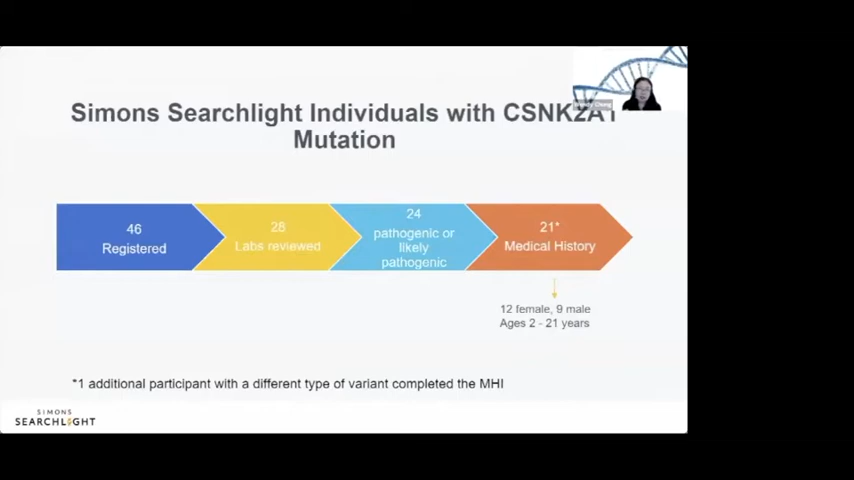 Wendy Chung
Simons Searchlight Individuals with CSNK2A1
Mutation
46
Registered
28
Labs reviewed
24
pathogenic or
likely
pathogenic
21*
Medical History
12 female, 9 male
Ages 2 - 21 years
*1 additional participant with a different type of variant completed the MHI
SIMONS
SEARCHLIGHT